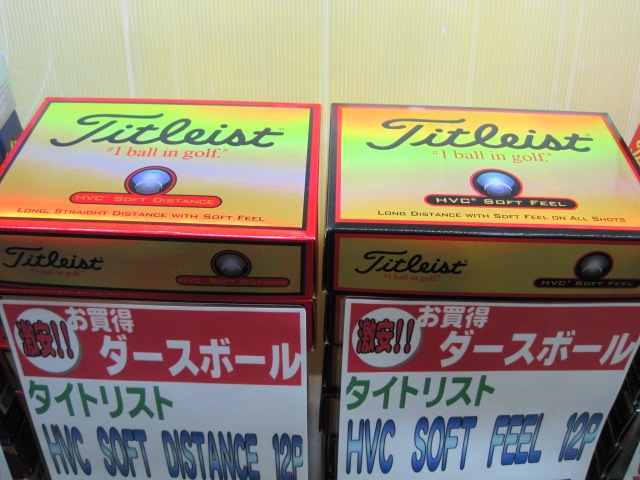 Titleist
#1 ball in golf.®
HVC® SOFT DISTANCE
LONG, STRAIGHT DISTANCE WITH SOFT FEEL
Titleist
#1 ball in golf.®
HVC® SOFT DISTANCE
激安!!
お買得
ダースボール
タイトリスト
HVC SOFT DISTANCE 12P
Titleist
#1 ball in golf.®
HVC® SOFT FEEL
LONG DISTANCE WITH SOFT FEEL ON ALL SHOTS
Titleist
#1 ball in golf.®
HVC® SOFT FEEL
激安!!
お買得
ダースボール
タイトリスト
HVC SOFT FEEL 12P